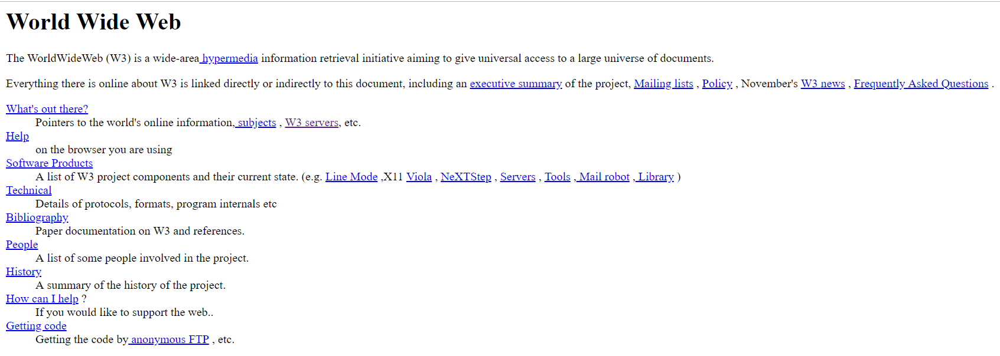 World Wide Web
The WorldWideWeb (W3) is a wide-area hypermedia information retrieval initiative aiming to give universal access to a large universe of documents.
Everything there is online about W3 is linked directly or indirectly to this document, including an executive summary of the project, Mailing lists , Policy , November's W3 news , Frequently Asked Questions .
What's out there?
Pointers to the world's online information, subjects , W3 servers, etc.
Help
on the browser you are using
Software Products
A list of W3 project components and their current state. (e.g. Line Mode ,X11 Viola , NeXTStep , Servers , Tools , Mail robot , Library )
Technical
Details of protocols, formats, program internals etc
Bibliography
Paper documentation on W3 and references.
People
A list of some people involved in the project.
History
A summary of the history of the project.
How can I help ?
If you would like to support the web..
Getting code
Getting the code by anonymous FTP , etc.